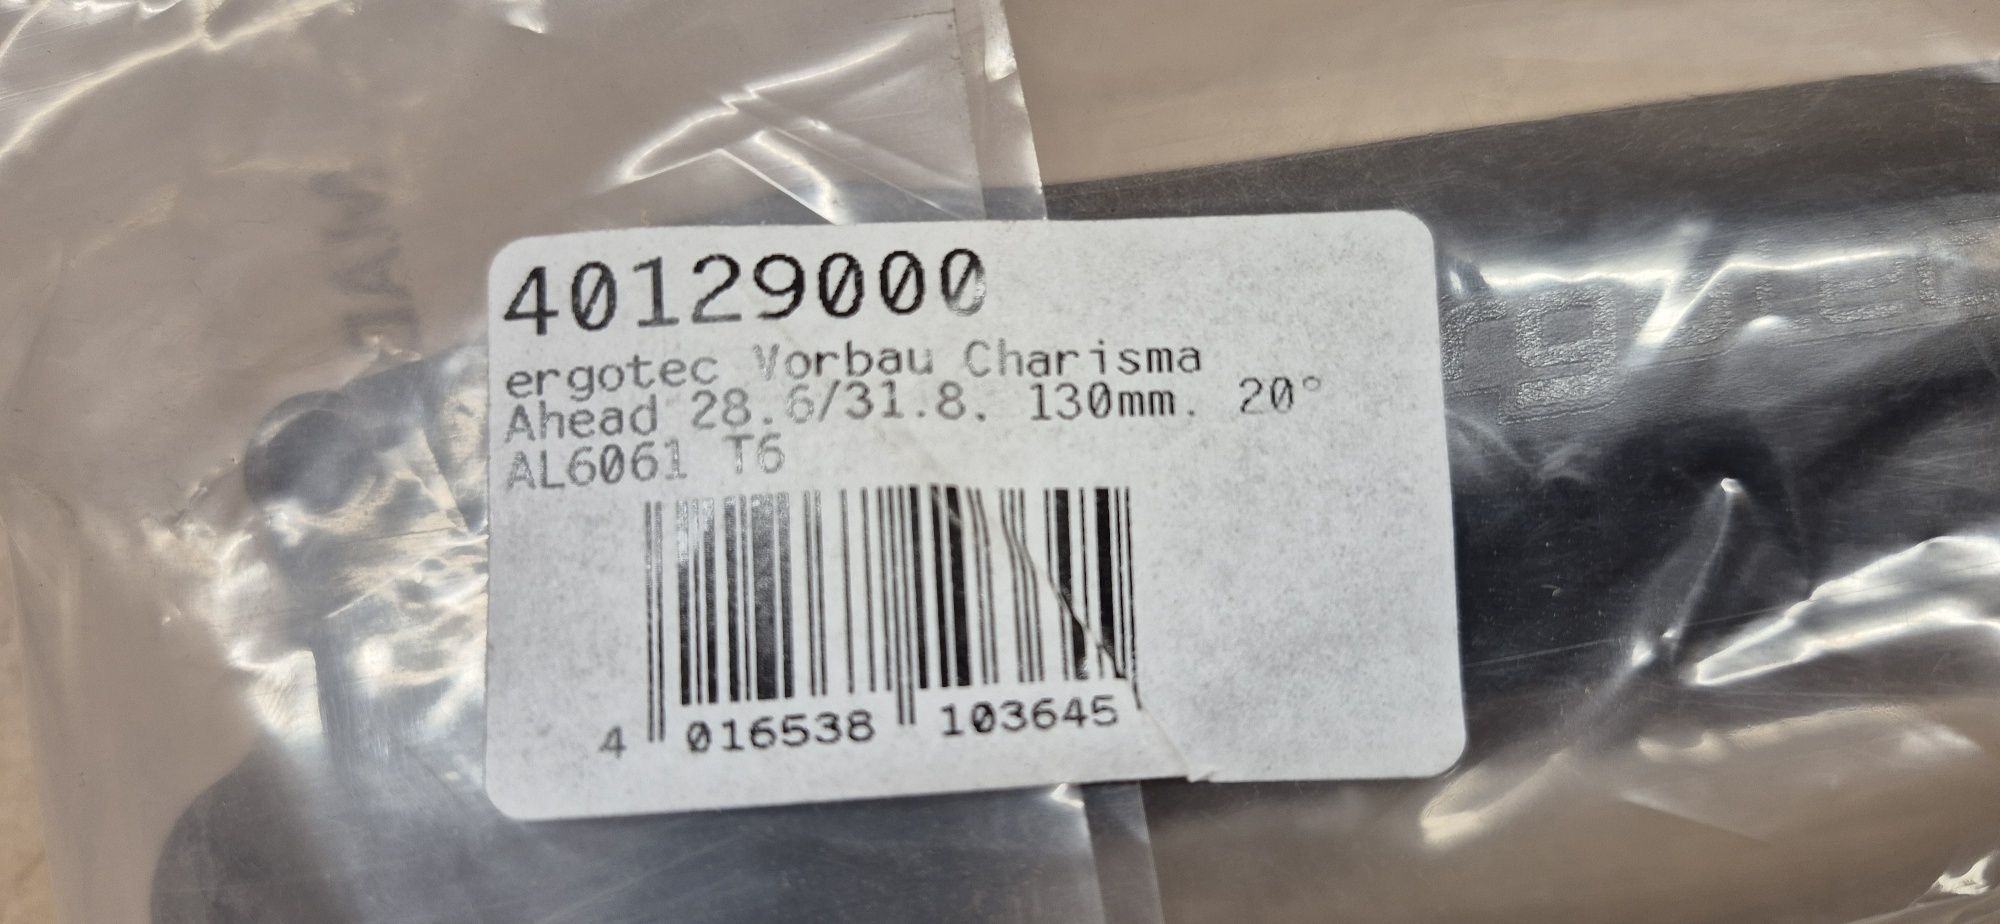 40129000
ergotec Vorbau Charisma
Ahead 28.6/31.8. 130mm. 20°
AL6061 T6
4 016538 103645